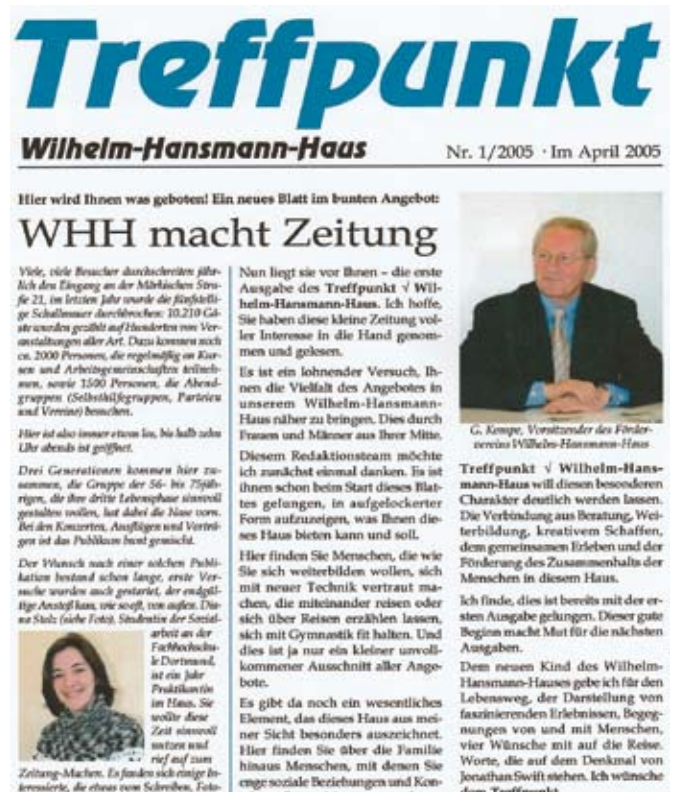 Treffpunkt
Wilhelm-Hansmann-Haus
Nr. 1/2005 · Im April 2005
Hier wird Ihnen was geboten! Ein neues Blatt im bunten Angebot:
WHH macht Zeitung
Viele, viele Besucher durchschreiten jähr-
lich den Eingang an der Märkischen Stra-
ße 21, im letzten Jahr wurde die fünfstelli-
ge Schallmauer durchbrochen: 10.210 Gä-
ste wurden gezählt auf Hunderten von Ver-
anstaltungen aller Art. Dazu kommen noch
ca. 2000 Personen, die regelmäßig an Kur-
sen und Arbeitsgemeinschaften teilneh-
men, sowie 1500 Personen, die Abend-
gruppen (Selbsthilfegruppen, Parteien
und Vereine) besuchen.
Hier ist also immer etwas los, bis halb zehn
Uhr abends ist geöffnet.
Drei Generationen kommen hier zu-
sammen, die Gruppe der 56- bis 75jäh-
rigen, die ihre dritte Lebensphase sinnvoll
gestalten wollen, hat dabei die Nase vorn.
Bei den Konzerten, Ausflügen und Vorträ-
gen ist das Publikum bunt gemischt.
Der Wunsch nach einer solchen Publi-
kation bestand schon lange, erste Ver-
suche wurden auch gestartet, der endgül-
tige Anstoß kam, wie so oft, von außen. Dia-
na Stolz (siehe Foto), Studentin der Sozial-
arbeit an der
Fachhochschu-
le Dortmund,
ist ein Jahr
Praktikantin
im Haus. Sie
wollte diese
Zeit sinnvoll
nutzen und
rief auf zum
Zeitung-Machen. Es fanden sich einige In-
teressierte, die etwas vom Schreiben, Foto-
Nun liegt sie vor Ihnen – die erste
Ausgabe des Treffpunkt √ Wil-
helm-Hansmann-Haus. Ich hoffe,
Sie haben diese kleine Zeitung vol-
ler Interesse in die Hand genom-
men und gelesen.
Es ist ein lohnender Versuch, Ih-
nen die Vielfalt des Angebotes in
unserem Wilhelm-Hansmann-
Haus näher zu bringen. Dies durch
Frauen und Männer aus Ihrer Mitte.
Diesem Redaktionsteam möchte
ich zunächst einmal danken. Es ist
ihnen schon beim Start dieses Blat-
tes gelungen, in aufgelockerter
Form aufzuzeigen, was Ihnen die-
ses Haus bieten kann und soll.
Hier finden Sie Menschen, die wie
Sie sich weiterbilden wollen, sich
mit neuer Technik vertraut ma-
chen, die miteinander reisen oder
sich über Reisen erzählen lassen,
sich mit Gymnastik fit halten. Und
dies ist ja nur ein kleiner unvoll-
kommener Ausschnitt aller Ange-
bote.
Es gibt da noch ein wesentliches
Element, das dieses Haus aus mei-
ner Sicht besonders auszeichnet.
Hier finden Sie über die Familie
hinaus Menschen, mit denen Sie
enge soziale Beziehungen und Kon-
G. Kempe, Vorsitzender des Förder-
vereins Wilhelm-Hansmann-Haus
Treffpunkt √ Wilhelm-Hans-
mann-Haus will diesen besonderen
Charakter deutlich werden lassen.
Die Verbindung aus Beratung, Wei-
terbildung, kreativem Schaffen,
dem gemeinsamen Erleben und der
Förderung des Zusammenhalts der
Menschen in diesem Haus.
Ich finde, dies ist bereits mit der er-
sten Ausgabe gelungen. Dieser gute
Beginn macht Mut für die nächsten
Ausgaben.
Dem neuen Kind des Wilhelm-
Hansmann-Hauses gebe ich für den
Lebensweg, der Darstellung von
faszinierenden Erlebnissen, Begeg-
nungen von und mit Menschen,
vier Wünsche mit auf die Reise.
Worte, die auf dem Denkmal von
Jonathan Swift stehen. Ich wünsche
dem Treffpunkt